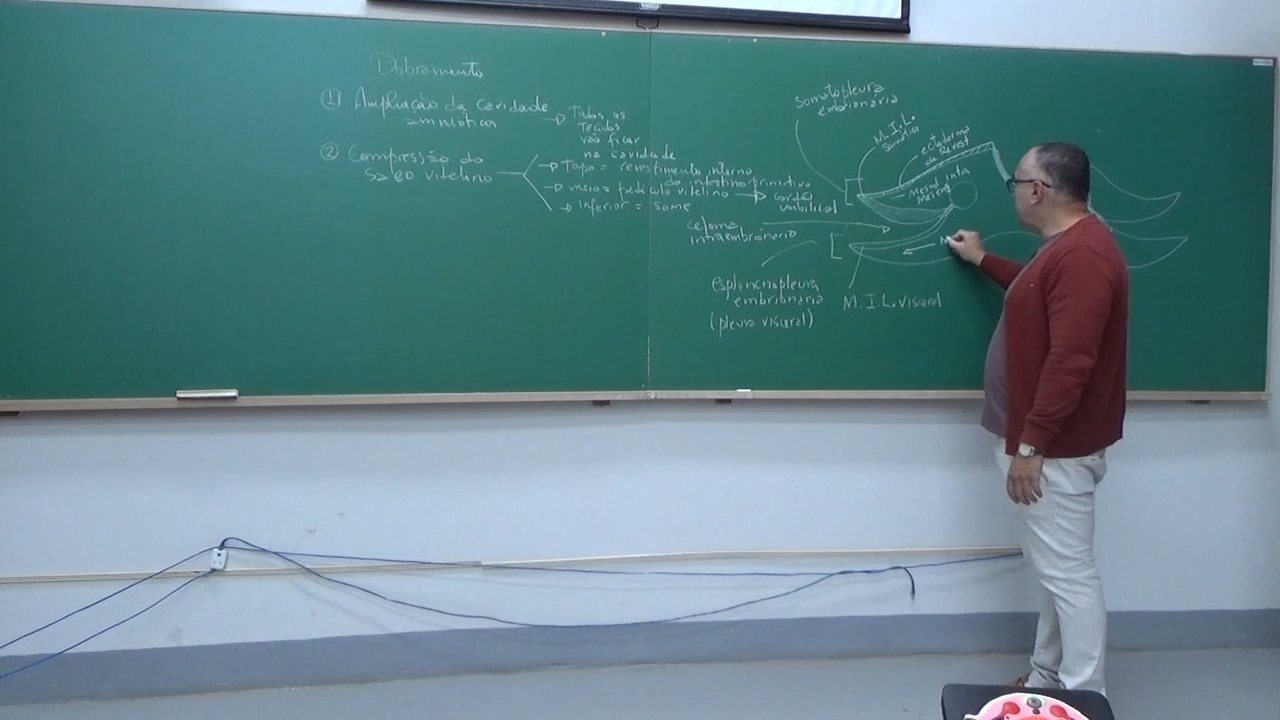 Dobramento
① Ampliação da cavidade
amniótica
→ Todos os
tecidos
vão ficar
na cavidade
② Compressão do
saco vitelino
→ Topo = revestimento interno
do intestino primitivo
→ meio = pedículo vitelino → cordão
umbilical
→ Inferior = some
somatopleura
embrionária
M.I.L.
somática
ectoderma
de Revest
Mesod. intra
celoma
intraembrionário
esplancnopleura
embrionária
(pleura visceral)
M.I.L. visceral